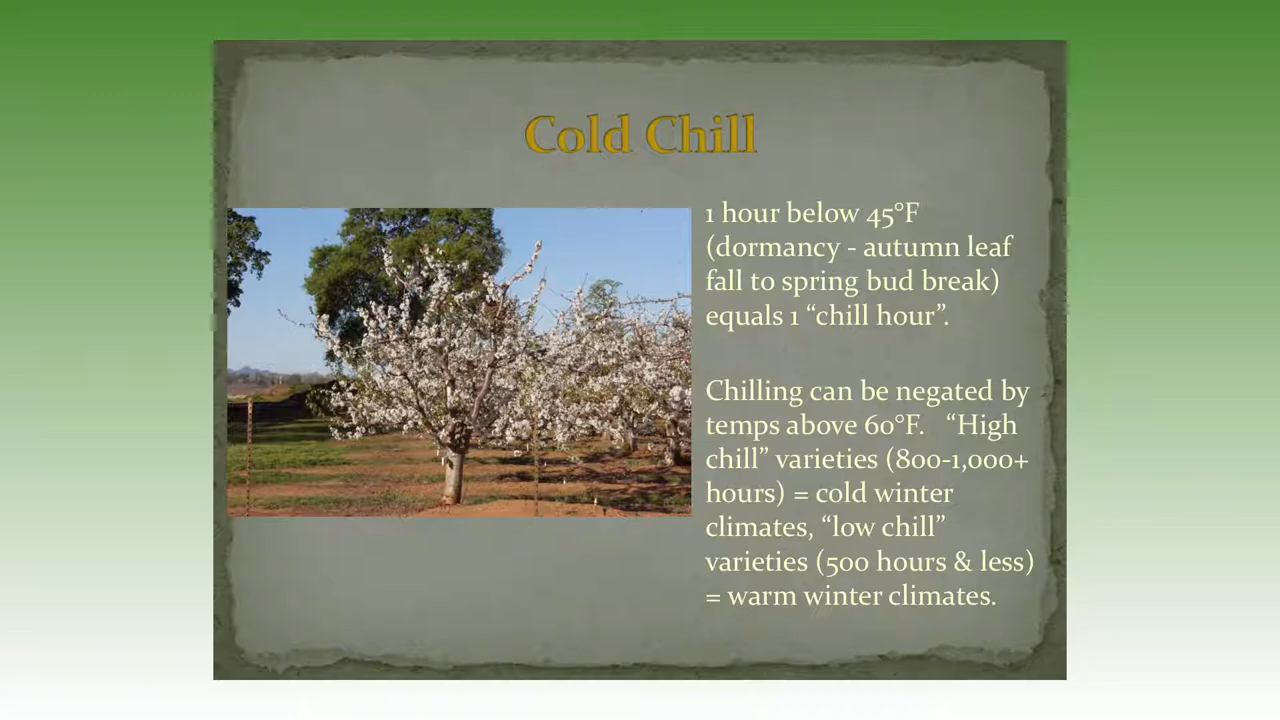 Cold Chill
1 hour below 45°F
(dormancy - autumn leaf
fall to spring bud break)
equals 1 “chill hour”.
Chilling can be negated by
temps above 60°F.   “High
chill” varieties (800-1,000+
hours) = cold winter
climates, “low chill”
varieties (500 hours & less)
= warm winter climates.